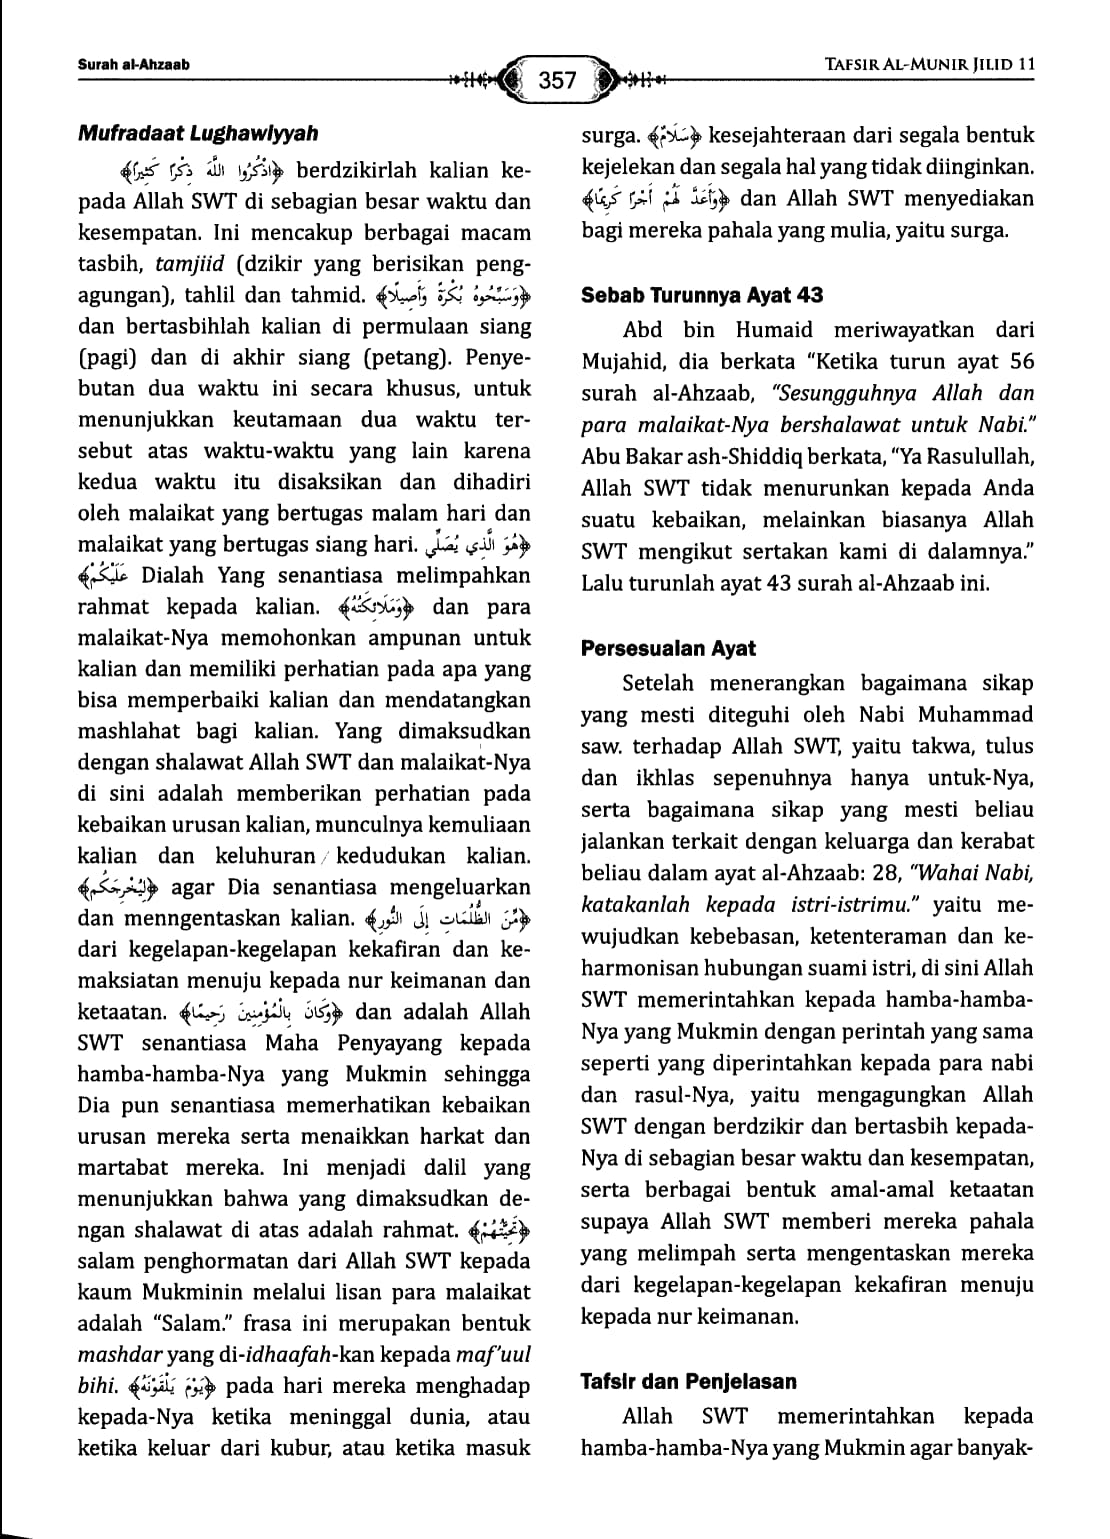 Surah al-Ahzaab
357
TAFSIR AL-MUNIR JILID 11
Mufradaat Lughawiyyah
﴿اذْكُرُوا اللَّهَ ذِكْرًا كَثِيرًا﴾ berdzikirlah kalian ke-
pada Allah SWT di sebagian besar waktu dan
kesempatan. Ini mencakup berbagai macam
tasbih, tamjiid (dzikir yang berisikan peng-
agungan), tahlil dan tahmid. ﴿وَسَبِّحُوهُ بُكْرَةً وَأَصِيلًا﴾
dan bertasbihlah kalian di permulaan siang
(pagi) dan di akhir siang (petang). Penye-
butan dua waktu ini secara khusus, untuk
menunjukkan keutamaan dua waktu ter-
sebut atas waktu-waktu yang lain karena
kedua waktu itu disaksikan dan dihadiri
oleh malaikat yang bertugas malam hari dan
malaikat yang bertugas siang hari. ﴿هُوَ الَّذِي يُصَلِّي
عَلَيْكُمْ﴾ Dialah Yang senantiasa melimpahkan
rahmat kepada kalian. ﴿وَمَلَائِكَتُهُ﴾ dan para
malaikat-Nya memohonkan ampunan untuk
kalian dan memiliki perhatian pada apa yang
bisa memperbaiki kalian dan mendatangkan
mashlahat bagi kalian. Yang dimaksudkan
dengan shalawat Allah SWT dan malaikat-Nya
di sini adalah memberikan perhatian pada
kebaikan urusan kalian, munculnya kemuliaan
kalian dan keluhuran kedudukan kalian.
﴿لِيُخْرِجَكُم﴾ agar Dia senantiasa mengeluarkan
dan menngentaskan kalian. ﴿مِّنَ الظُّلُمَاتِ إِلَى النُّورِ﴾
dari kegelapan-kegelapan kekafiran dan ke-
maksiatan menuju kepada nur keimanan dan
ketaatan. ﴿وَكَانَ بِالْمُؤْمِنِينَ رَحِيمًا﴾ dan adalah Allah
SWT senantiasa Maha Penyayang kepada
hamba-hamba-Nya yang Mukmin sehingga
Dia pun senantiasa memerhatikan kebaikan
urusan mereka serta menaikkan harkat dan
martabat mereka. Ini menjadi dalil yang
menunjukkan bahwa yang dimaksudkan de-
ngan shalawat di atas adalah rahmat. ﴿تَحِيَّتُهُمْ﴾
salam penghormatan dari Allah SWT kepada
kaum Mukminin melalui lisan para malaikat
adalah “Salam.” frasa ini merupakan bentuk
mashdar yang di-idhaafah-kan kepada maf’uul
bihi. ﴿يَوْمَ يَلْقَوْنَهُ﴾ pada hari mereka menghadap
kepada-Nya ketika meninggal dunia, atau
ketika keluar dari kubur, atau ketika masuk
surga. ﴿سَلَامٌ﴾ kesejahteraan dari segala bentuk
kejelekan dan segala hal yang tidak diinginkan.
﴿وَأَعَدَّ لَهُمْ أَجْرًا كَرِيمًا﴾ dan Allah SWT menyediakan
bagi mereka pahala yang mulia, yaitu surga.
Sebab Turunnya Ayat 43
Abd bin Humaid meriwayatkan dari
Mujahid, dia berkata “Ketika turun ayat 56
surah al-Ahzaab, “Sesungguhnya Allah dan
para malaikat-Nya bershalawat untuk Nabi.”
Abu Bakar ash-Shiddiq berkata, “Ya Rasulullah,
Allah SWT tidak menurunkan kepada Anda
suatu kebaikan, melainkan biasanya Allah
SWT mengikut sertakan kami di dalamnya.”
Lalu turunlah ayat 43 surah al-Ahzaab ini.
Persesuaian Ayat
Setelah menerangkan bagaimana sikap
yang mesti diteguhi oleh Nabi Muhammad
saw. terhadap Allah SWT, yaitu takwa, tulus
dan ikhlas sepenuhnya hanya untuk-Nya,
serta bagaimana sikap yang mesti beliau
jalankan terkait dengan keluarga dan kerabat
beliau dalam ayat al-Ahzaab: 28, “Wahai Nabi,
katakanlah kepada istri-istrimu.” yaitu me-
wujudkan kebebasan, ketenteraman dan ke-
harmonisan hubungan suami istri, di sini Allah
SWT memerintahkan kepada hamba-hamba-
Nya yang Mukmin dengan perintah yang sama
seperti yang diperintahkan kepada para nabi
dan rasul-Nya, yaitu mengagungkan Allah
SWT dengan berdzikir dan bertasbih kepada-
Nya di sebagian besar waktu dan kesempatan,
serta berbagai bentuk amal-amal ketaatan
supaya Allah SWT memberi mereka pahala
yang melimpah serta mengentaskan mereka
dari kegelapan-kegelapan kekafiran menuju
kepada nur keimanan.
Tafsir dan Penjelasan
Allah SWT memerintahkan kepada
hamba-hamba-Nya yang Mukmin agar banyak-